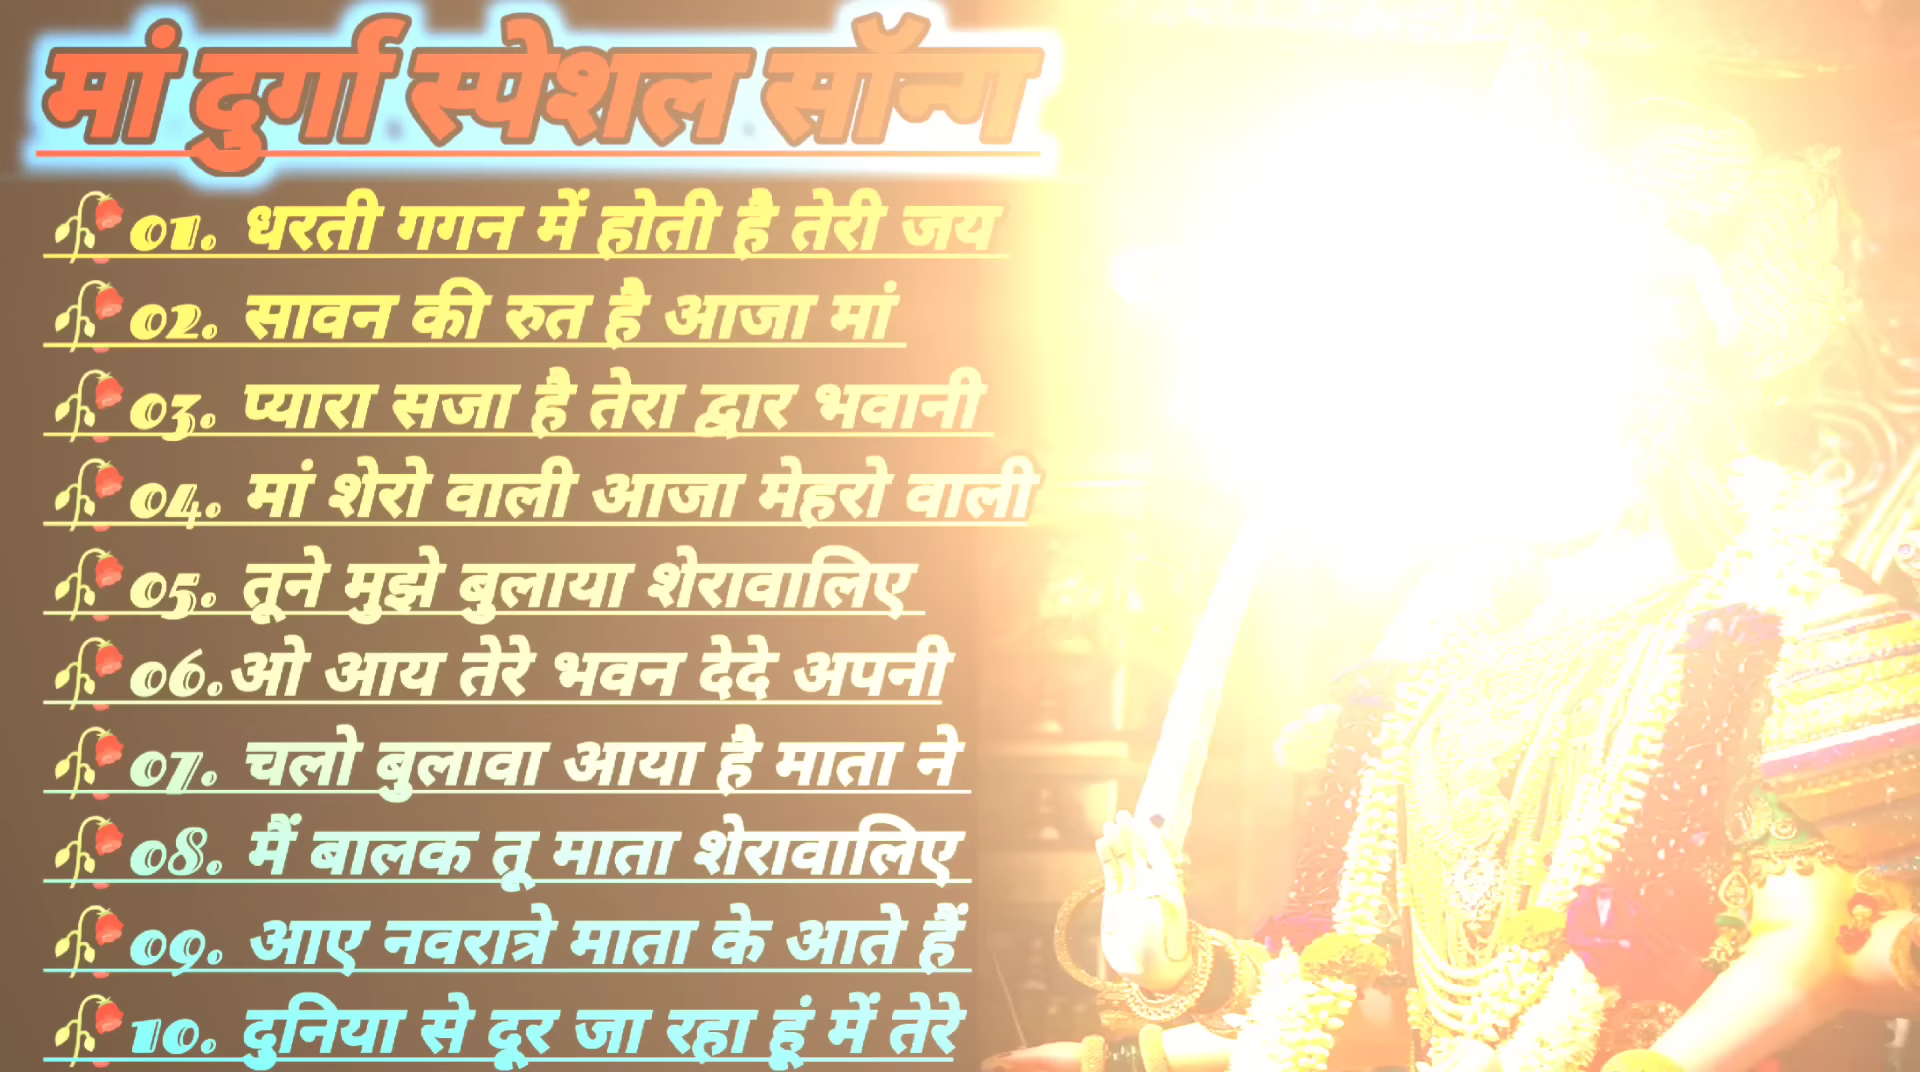 मां दुर्गा स्पेशल सॉन्ग
01. धरती गगन में होती है तेरी जय
02. सावन की रुत है आजा मां
03. प्यारा सजा है तेरा द्वार भवानी
04. मां शेरो वाली आजा मेहरो वाली
05. तूने मुझे बुलाया शेरावालिए
06.ओ आय तेरे भवन देदे अपनी
07. चलो बुलावा आया है माता ने
08. मैं बालक तू माता शेरावालिए
09. आए नवरात्रे माता के आते हैं
10. दुनिया से दूर जा रहा हूं में तेरे